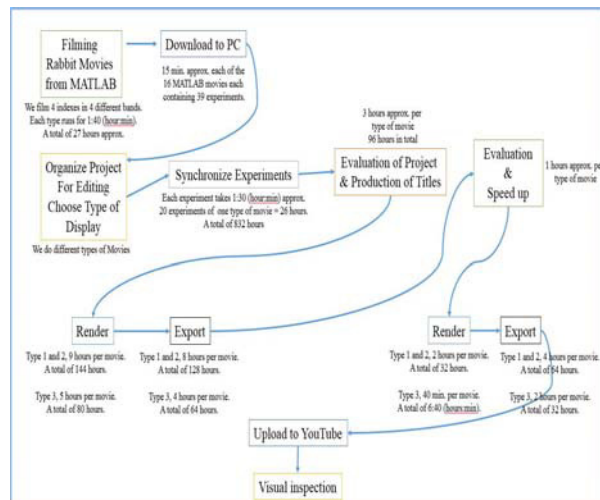 Filming
Rabbit Movies
from MATLAB
We film 4 indexes in 4 different bands.
Each type runs for 1:40 (hour:min).
A total of 27 hours approx.
Download to PC
15 min. approx. each of the
16 MATLAB movies each
containing 39 experiments.
Organize Project
For Editing
Choose Type of
Display
We do different types of Movies
Synchronize Experiments
Each experiment takes 1:30 (hour:min) approx.
20 experiments of one type of movie = 26 hours.
A total of 832 hours
3 hours approx. per
type of movie
96 hours in total
Evaluation of Project
& Production of Titles
Evaluation
&
Speed up
1 hours approx. per
type of movie
Render
Type 1 and 2, 9 hours per movie.
A total of 144 hours.
Type 3, 5 hours per movie.
A total of 80 hours.
Export
Type 1 and 2, 8 hours per movie.
A total of 128 hours.
Type 3, 4 hours per movie.
A total of 64 hours.
Render
Type 1 and 2, 2 hours per movie.
A total of 32 hours.
Type 3, 40 min. per movie.
A total of 6:40 (hours:min).
Export
Type 1 and 2, 4 hours per movie.
A total of 64 hours.
Type 3, 2 hours per movie.
A total of 32 hours.
Upload to YouTube
Visual inspection